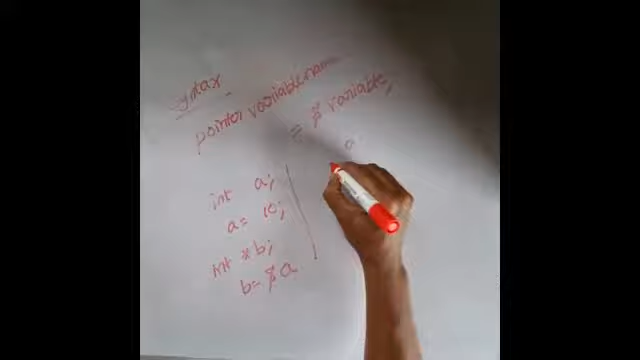 Syntax
pointer variable name
= & variable;
int a;
a = 10;
int *b;
b = &a
a